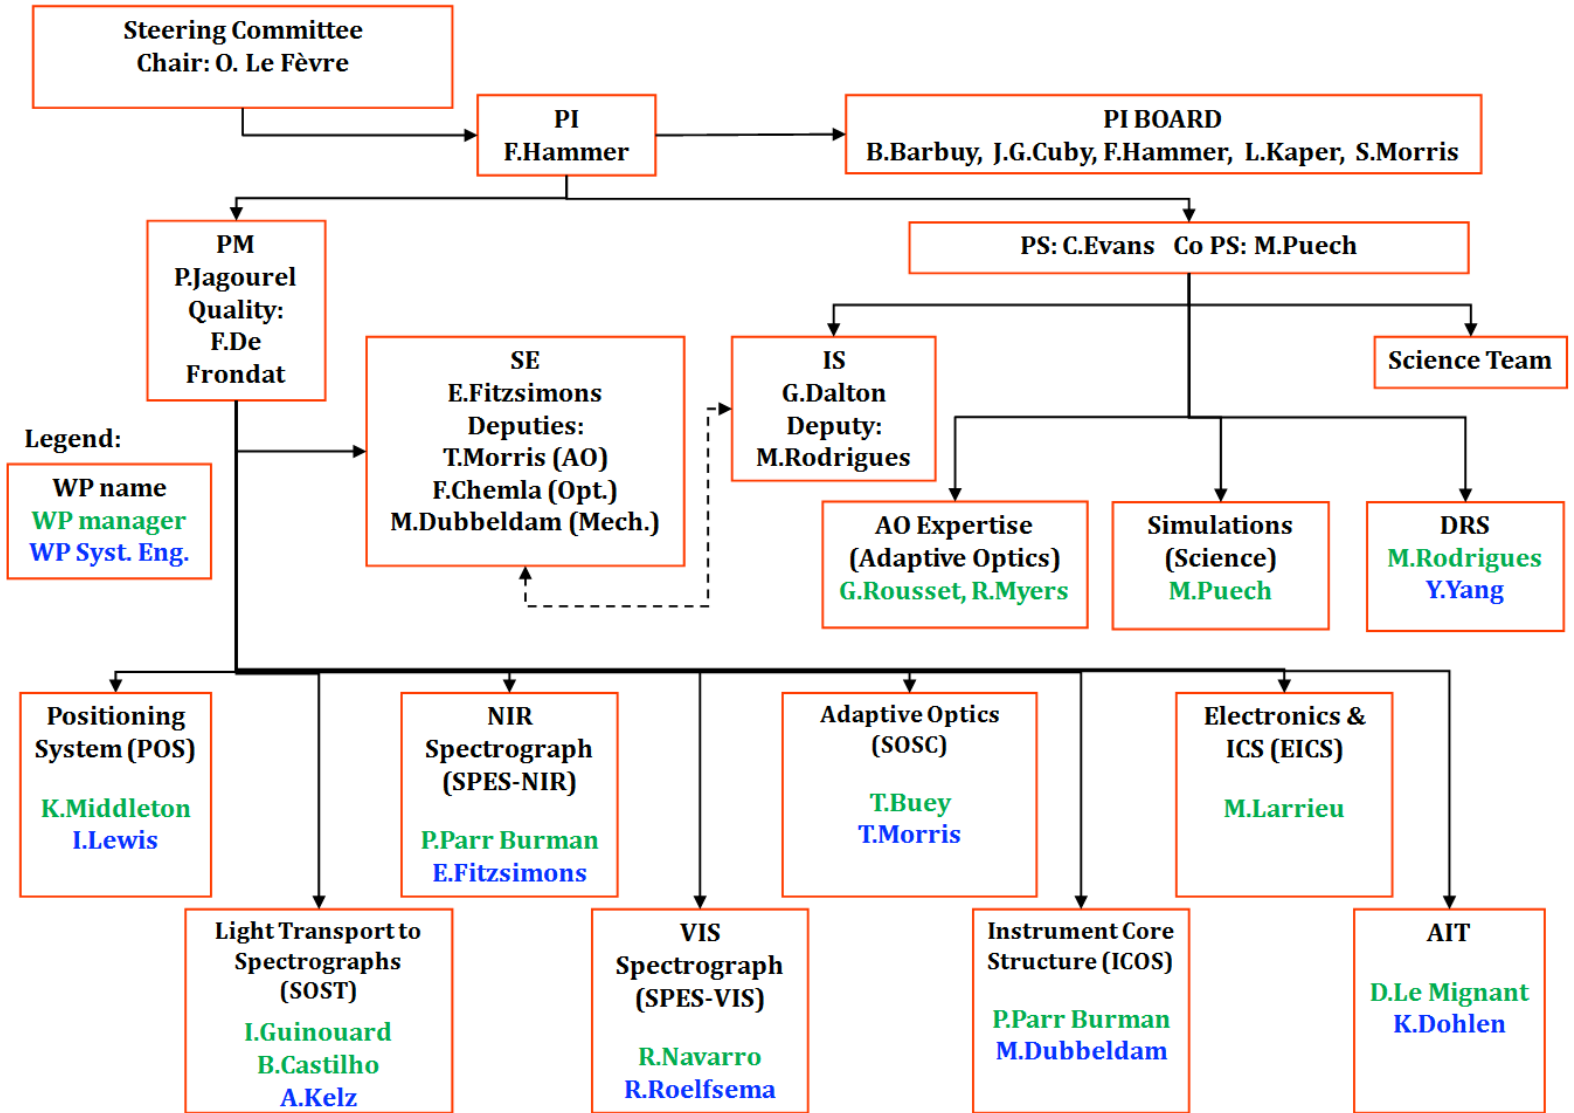 Steering Committee
Chair: O. Le Fèvre
PI
F.Hammer
PI BOARD
B.Barbuy, J.G.Cuby, F.Hammer, L.Kaper, S.Morris
PM
P.Jagourel
Quality:
F.De
Frondat
PS: C.Evans Co PS: M.Puech
SE
E.Fitzsimons
Deputies:
T.Morris (AO)
F.Chemla (Opt.)
M.Dubbeldam (Mech.)
IS
G.Dalton
Deputy:
M.Rodrigues
Science Team
Legend:
WP name
WP manager
WP Syst. Eng.
AO Expertise
(Adaptive Optics)
G.Rousset, R.Myers
Simulations
(Science)
M.Puech
DRS
M.Rodrigues
Y.Yang
Positioning
System (POS)
K.Middleton
I.Lewis
NIR
Spectrograph
(SPES-NIR)
P.Parr Burman
E.Fitzsimons
Adaptive Optics
(SOSC)
T.Buey
T.Morris
Electronics &
ICS (EICS)
M.Larrieu
Light Transport to
Spectrographs
(SOST)
I.Guinouard
B.Castilho
A.Kelz
VIS
Spectrograph
(SPES-VIS)
R.Navarro
R.Roelfsema
Instrument Core
Structure (ICOS)
P.Parr Burman
M.Dubbeldam
AIT
D.Le Mignant
K.Dohlen